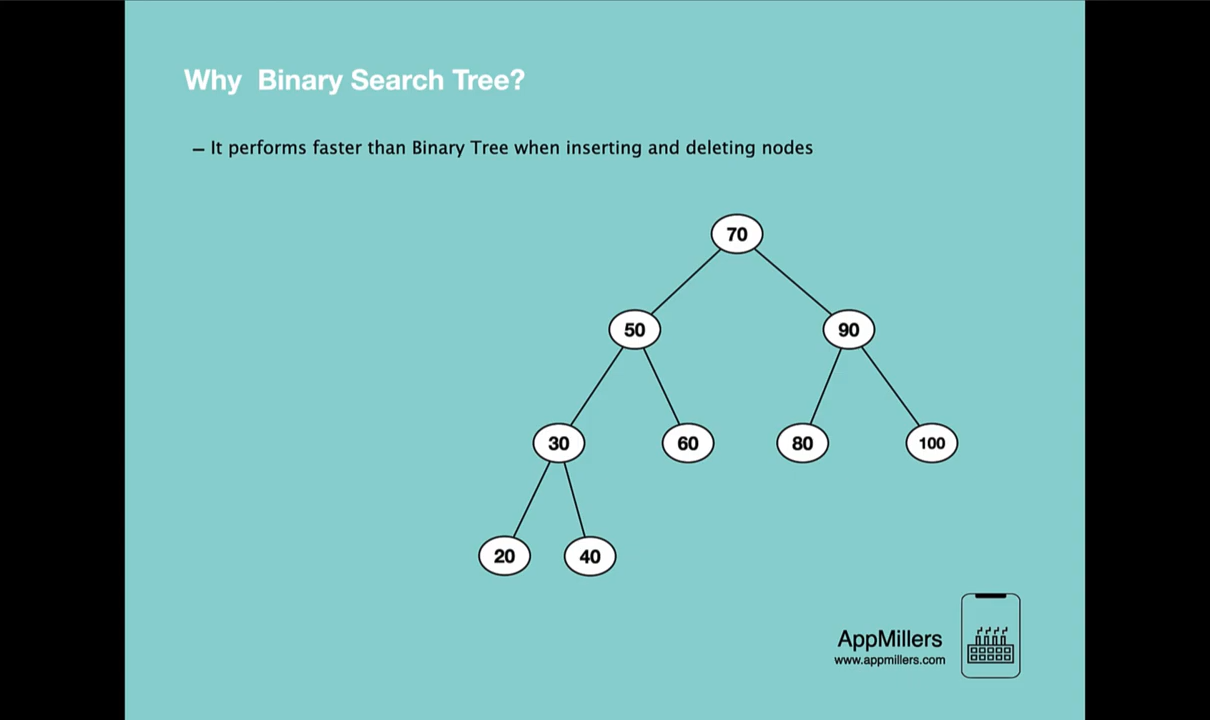 Why  Binary Search Tree?
– It performs faster than Binary Tree when inserting and deleting nodes
70
50 90
30 60 80 100
20 40
AppMillers
www.appmillers.com